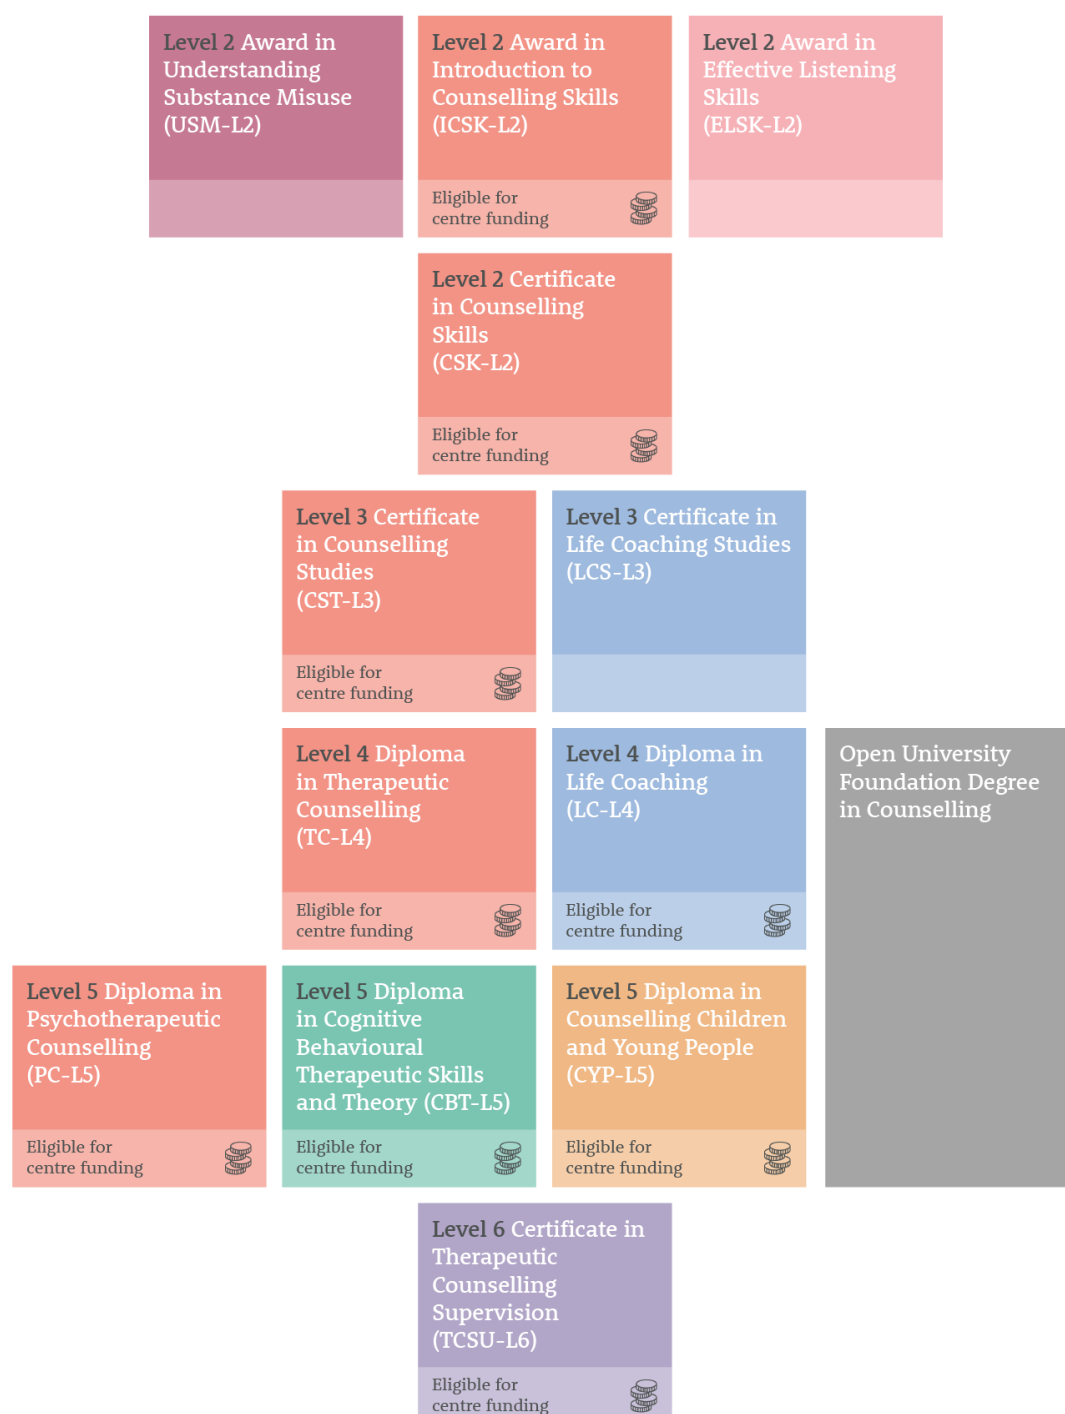 Level 2 Award in
Understanding
Substance Misuse
(USM-L2)
Level 2 Award in
Introduction to
Counselling Skills
(ICSK-L2)
Eligible for
centre funding
Level 2 Award in
Effective Listening
Skills
(ELSK-L2)
Level 2 Certificate
in Counselling
Skills
(CSK-L2)
Eligible for
centre funding
Level 3 Certificate
in Counselling
Studies
(CST-L3)
Eligible for
centre funding
Level 3 Certificate in
Life Coaching Studies
(LCS-L3)
Level 4 Diploma
in Therapeutic
Counselling
(TC-L4)
Eligible for
centre funding
Level 4 Diploma in
Life Coaching
(LC-L4)
Eligible for
centre funding
Open University
Foundation Degree
in Counselling
Level 5 Diploma in
Psychotherapeutic
Counselling
(PC-L5)
Eligible for
centre funding
Level 5 Diploma
in Cognitive
Behavioural
Therapeutic Skills
and Theory (CBT-L5)
Eligible for
centre funding
Level 5 Diploma in
Counselling Children
and Young People
(CYP-L5)
Eligible for
centre funding
Level 6 Certificate in
Therapeutic
Counselling
Supervision
(TCSU-L6)
Eligible for
centre funding